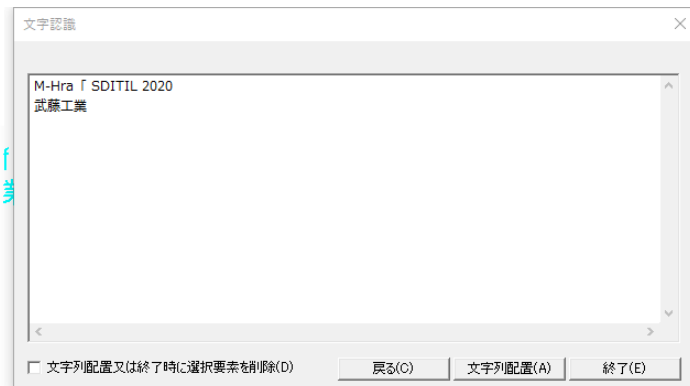 文字認識
M-Hra「 SDITIL 2020
武藤工業
f
業
文字列配置又は終了時に選択要素を削除(D)
戻る(C)
文字列配置(A)
終了(E)